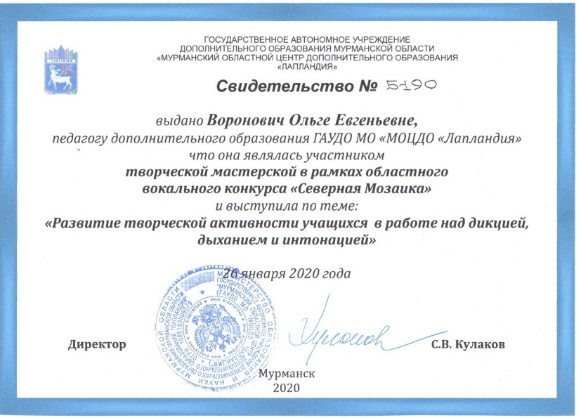 ГОСУДАРСТВЕННОЕ АВТОНОМНОЕ УЧРЕЖДЕНИЕ
ДОПОЛНИТЕЛЬНОГО ОБРАЗОВАНИЯ МУРМАНСКОЙ ОБЛАСТИ
«МУРМАНСКИЙ ОБЛАСТНОЙ ЦЕНТР ДОПОЛНИТЕЛЬНОГО ОБРАЗОВАНИЯ
«ЛАПЛАНДИЯ»
Свидетельство № 5190
выдано Воронович Ольге Евгеньевне,
педагогу дополнительного образования ГАУДО МО «МОЦДО «Лапландия»
что она являлась участником
творческой мастерской в рамках областного
вокального конкурса «Северная Мозаика»
и выступила по теме:
«Развитие творческой активности учащихся в работе над дикцией,
дыханием и интонацией»
26 января 2020 года
Директор
С.В. Кулаков
Мурманск
2020